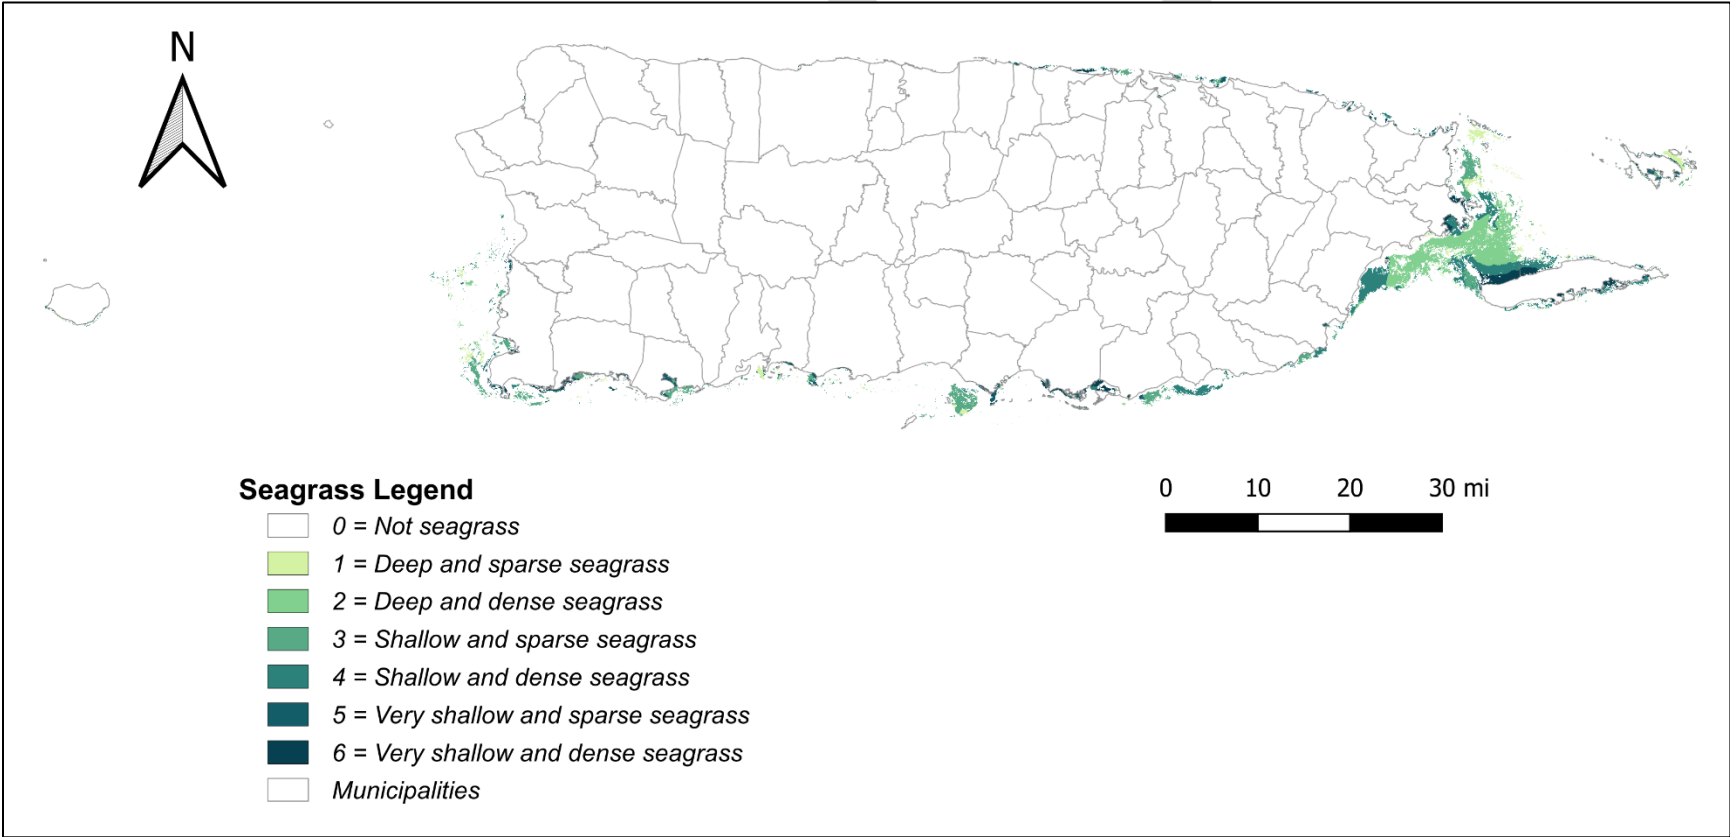 N
Seagrass Legend
0 = Not seagrass
1 = Deep and sparse seagrass
2 = Deep and dense seagrass
3 = Shallow and sparse seagrass
4 = Shallow and dense seagrass
5 = Very shallow and sparse seagrass
6 = Very shallow and dense seagrass
Municipalities
0 10 20 30 mi